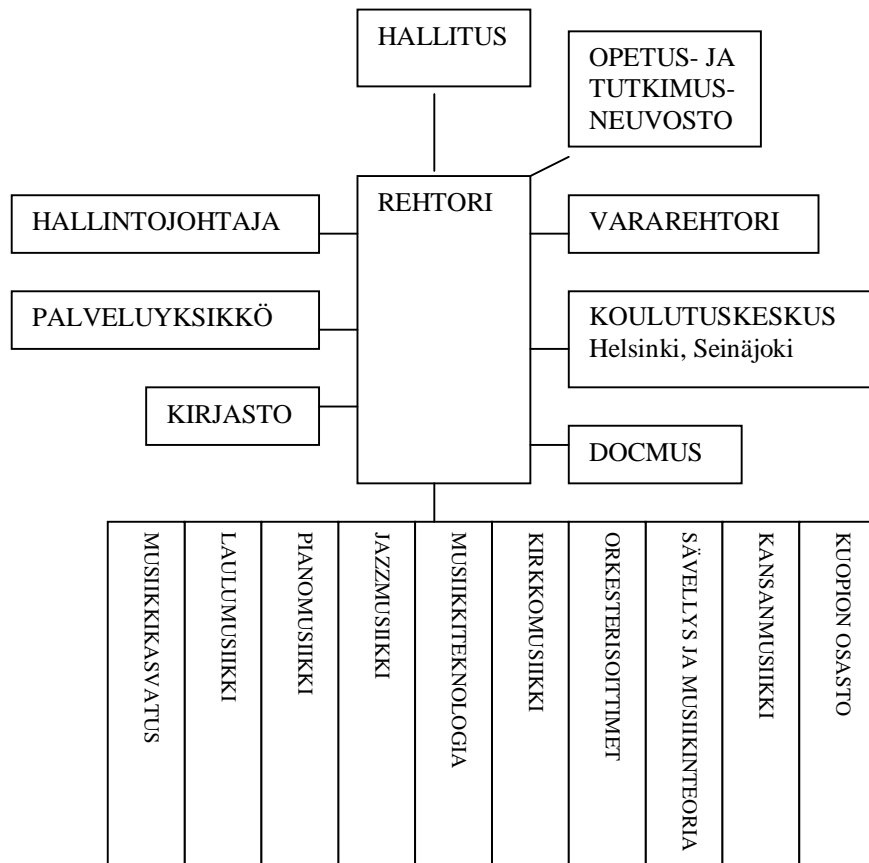 HALLITUS
OPETUS- JA
TUTKIMUS-
NEUVOSTO
REHTORI
HALLINTOJOHTAJA
VARAREHTORI
PALVELUYKSIKKÖ
KOULUTUSKESKUS
Helsinki, Seinäjoki
KIRJASTO
DOCMUS
MUSIIKKIKASVATUS
LAULUMUSIIKKI
PIANOMUSIIKKI
JAZZMUSIIKKI
MUSIIKKITEKNOLOGIA
KIRKKOMUSIIKKI
ORKESTERISOITTIMET
SÄVELLYS JA MUSIIKINTEORIA
KANSANMUSIIKKI
KUOPION OSASTO